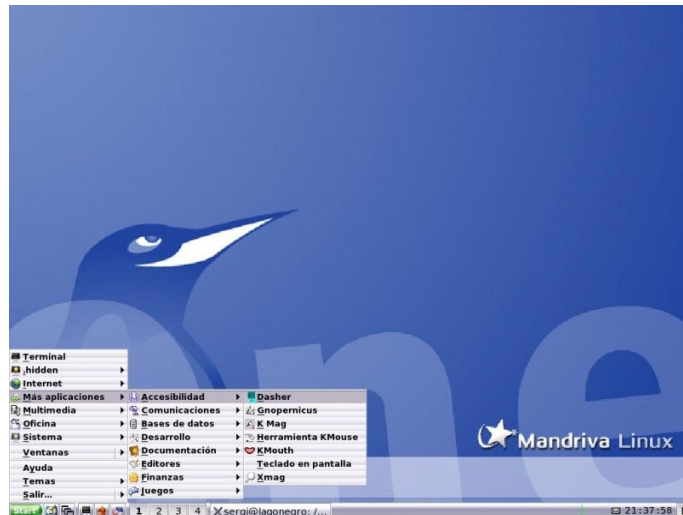 one
Mandriva Linux
Terminal
.hidden
Internet
Más aplicaciones
Multimedia
Oficina
Sistema
Ventanas
Ayuda
Temas
Salir...
Accesibilidad
Comunicaciones
Bases de datos
Desarrollo
Documentación
Editores
Finanzas
Juegos
Dasher
Gnopernicus
K Mag
Herramienta KMouse
KMouth
Teclado en pantalla
Xmag
Start 1 2 3 4 sergi@lagonegro: /... 21:37:58